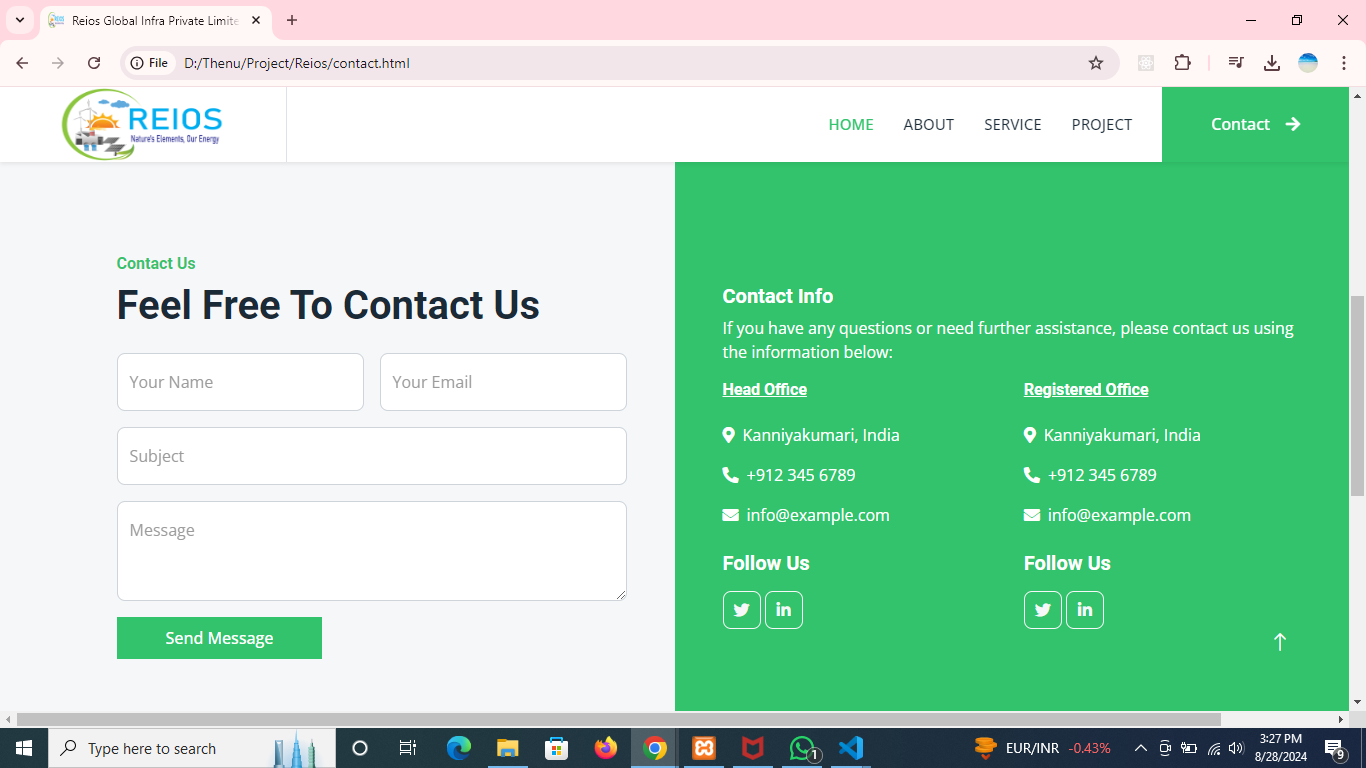 Reios Global Infra Private Limite
File D:/Thenu/Project/Reios/contact.html
REIOS
Nature's Elements, Our Energy
HOME ABOUT SERVICE PROJECT Contact
Contact Us
Feel Free To Contact Us
Your Name Your Email
Subject
Message
Send Message
Contact Info
If you have any questions or need further assistance, please contact us using
the information below:
Head Office
Kanniyakumari, India
+912 345 6789
info@example.com
Follow Us
in
Registered Office
Kanniyakumari, India
+912 345 6789
info@example.com
Follow Us
in
Type here to search
1
EUR/INR -0.43%
3:27 PM
8/28/2024
9